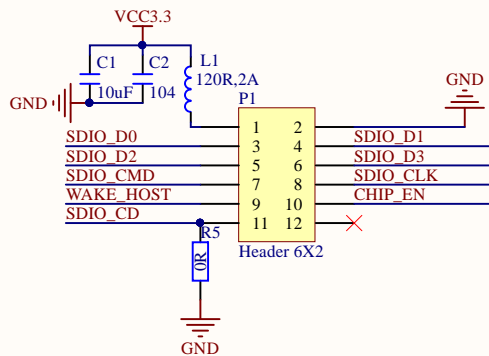 VCC3.3
C1
C2
L1
10uF
104
120R,2A
GND
P1
GND
1
2
SDIO_D0
3
4
SDIO_D1
SDIO_D2
5
6
SDIO_D3
SDIO_CMD
7
8
SDIO_CLK
WAKE_HOST
9
10
CHIP_EN
SDIO_CD
11
12
R5
0R
Header 6X2
GND